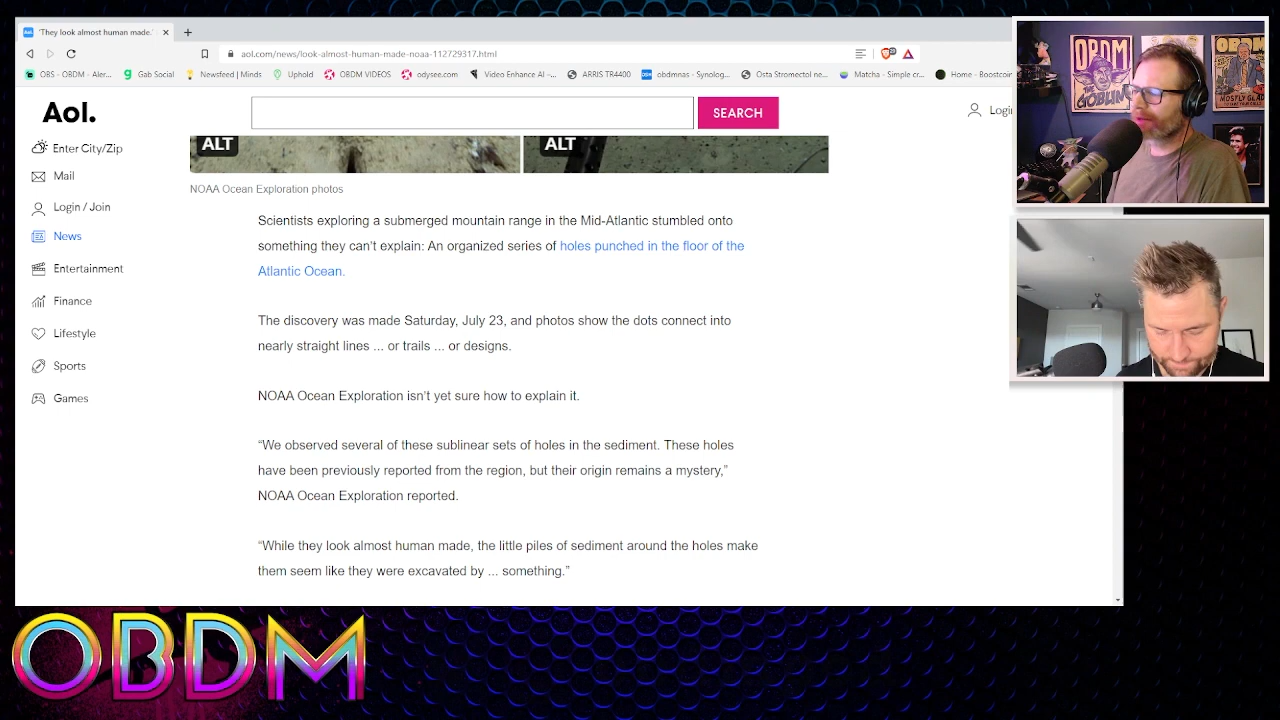 "They look almost human made."
aol.com/news/look-almost-human-made-noaa-112729317.html
OBS - OBDM - Aler...
Gab Social
Newsfeed | Minds
Uphold
OBDM VIDEOS
odysee.com
Video Enhance AI -...
ARRIS TR4400
obdmnas - Synolog...
Osta Stromectol ne...
Matcha - Simple cr...
Home - Boostcoin
Aol.
SEARCH
Login
Enter City/Zip
Mail
Login / Join
News
Entertainment
Finance
Lifestyle
Sports
Games
ALT
ALT
NOAA Ocean Exploration photos
Scientists exploring a submerged mountain range in the Mid-Atlantic stumbled onto
something they can't explain: An organized series of holes punched in the floor of the
Atlantic Ocean.
The discovery was made Saturday, July 23, and photos show the dots connect into
nearly straight lines ... or trails ... or designs.
NOAA Ocean Exploration isn't yet sure how to explain it.
“We observed several of these sublinear sets of holes in the sediment. These holes
have been previously reported from the region, but their origin remains a mystery,”
NOAA Ocean Exploration reported.
“While they look almost human made, the little piles of sediment around the holes make
them seem like they were excavated by ... something.”
OBDM
THE GOBLIN
OBDM
MOSTLY GLAD
OBDM